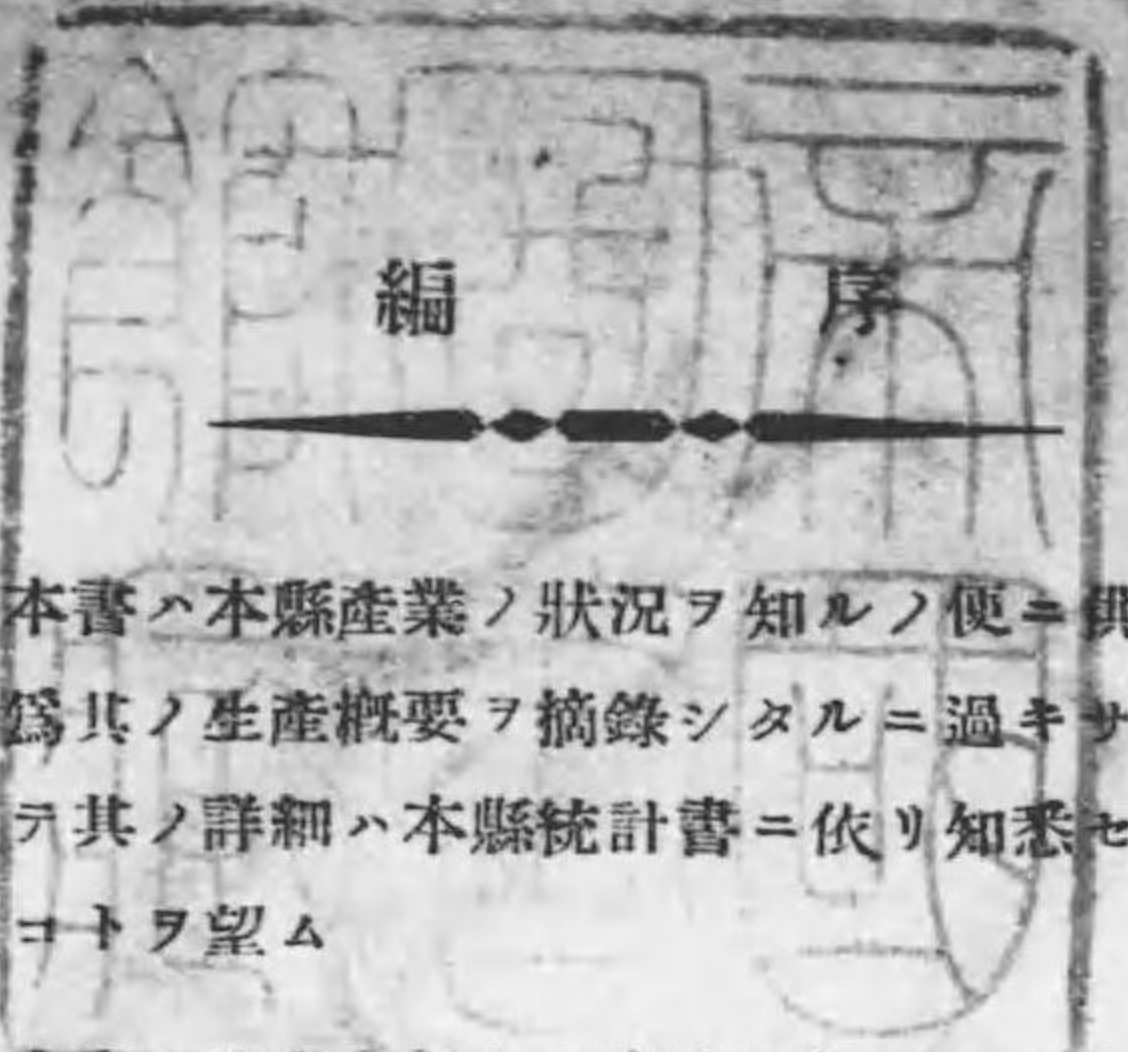 編　序
本書ハ本縣產業ノ狀況ヲ知ルノ便ニ供
爲其ノ生產槪要ヲ摘錄シタルニ過キサ
テ其ノ詳細ハ本縣統計書ニ依リ知悉セ
コトヲ望ム